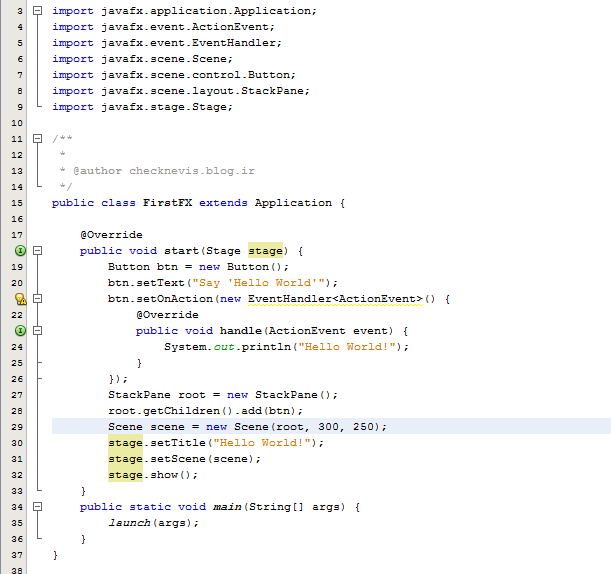 3 import javafx.application.Application;
4 import javafx.event.ActionEvent;
5 import javafx.event.EventHandler;
6 import javafx.scene.Scene;
7 import javafx.scene.control.Button;
8 import javafx.scene.layout.StackPane;
9 import javafx.stage.Stage;
10
11 /**
12  *
13  * @author checknevis.blog.ir
14  */
15 public class FirstFX extends Application {
16
17     @Override
    public void start(Stage stage) {
19         Button btn = new Button();
20         btn.setText("Say 'Hello World'");
        btn.setOnAction(new EventHandler<ActionEvent>() {
22             @Override
            public void handle(ActionEvent event) {
24                 System.out.println("Hello World!");
25             }
26         });
27         StackPane root = new StackPane();
28         root.getChildren().add(btn);
29         Scene scene = new Scene(root, 300, 250);
30         stage.setTitle("Hello World!");
31         stage.setScene(scene);
32         stage.show();
33     }
34     public static void main(String[] args) {
35         launch(args);
36     }
37 }
38